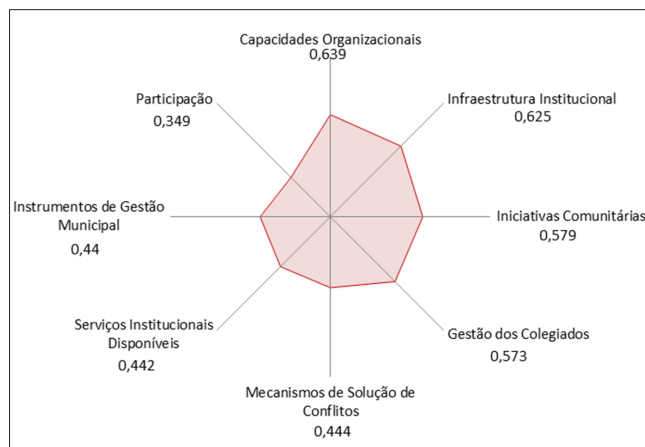 Capacidades Organizacionais
0,639
Infraestrutura Institucional
0,625
Iniciativas Comunitárias
0,579
Gestão dos Colegiados
0,573
Mecanismos de Solução de
Conflitos
0,444
Serviços Institucionais
Disponíveis
0,442
Instrumentos de Gestão
Municipal
0,44
Participação
0,349